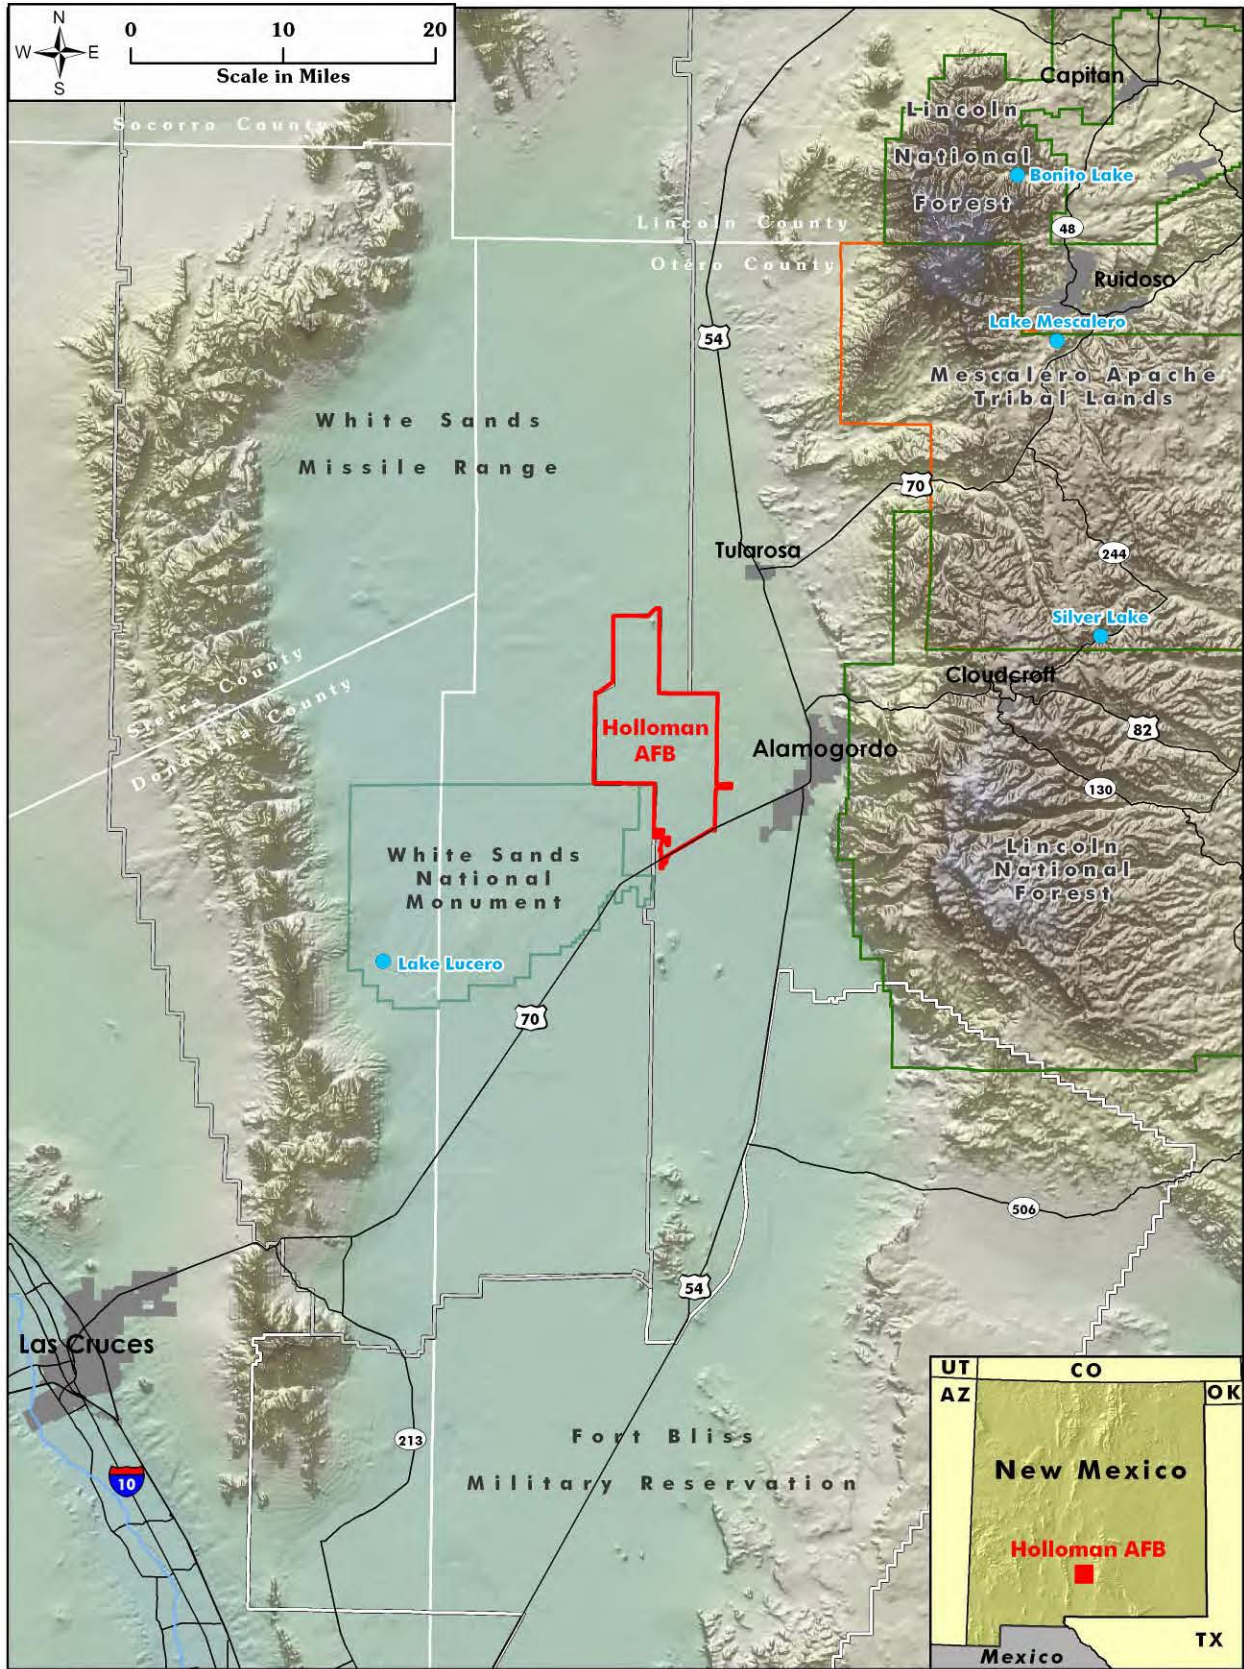 N
W E
S
0 10 20
Scale in Miles
Socorro County
Capitan
Lincoln
National
Forest
Bonito Lake
Lincoln County
Otero County
48
Ruidoso
Lake Mescalero
54
Mescalero Apache
Tribal Lands
White Sands
Missile Range
70
Tularosa
244
Silver Lake
Sierra County
Dona Ana County
Cloudcroft
Holloman
AFB
Alamogordo
82
130
White Sands
National
Monument
Lincoln
National
Forest
Lake Lucero
70
506
54
Las Cruces
213
10
Fort Bliss
Military Reservation
UT
CO
AZ
OK
New Mexico
Holloman AFB
TX
Mexico